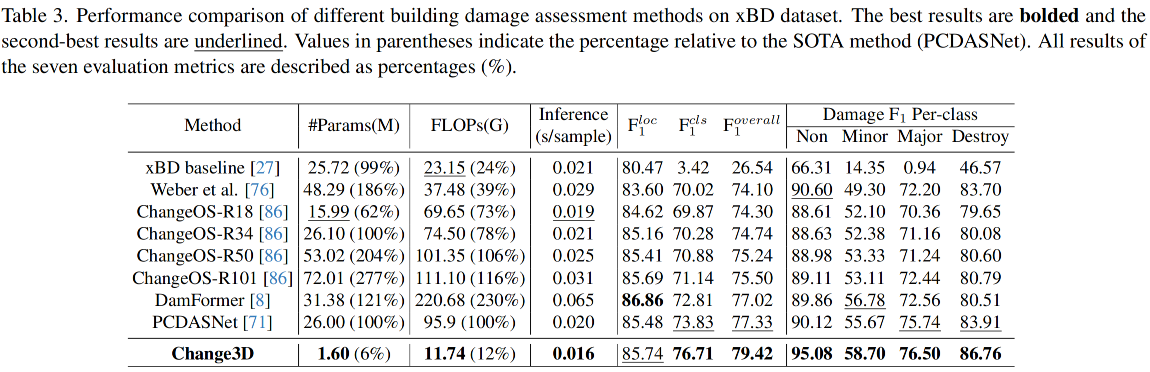 Table 3. Performance comparison of different building damage assessment methods on xBD dataset. The best results are bolded and the
second-best results are underlined. Values in parentheses indicate the percentage relative to the SOTA method (PCDASNet). All results of
the seven evaluation metrics are described as percentages (%).
Method #Params(M) FLOPs(G) Inference (s/sample) F₁^loc F₁^cls F₁^overall Damage F₁ Per-class
Non Minor Major Destroy
xBD baseline [27] 25.72 (99%) 23.15 (24%) 0.021 80.47 3.42 26.54 66.31 14.35 0.94 46.57
Weber et al. [76] 48.29 (186%) 37.48 (39%) 0.029 83.60 70.02 74.10 90.60 49.30 72.20 83.70
ChangeOS-R18 [86] 15.99 (62%) 69.65 (73%) 0.019 84.62 69.87 74.30 88.61 52.10 70.36 79.65
ChangeOS-R34 [86] 26.10 (100%) 74.50 (78%) 0.021 85.16 70.28 74.74 88.63 52.38 71.16 80.08
ChangeOS-R50 [86] 53.02 (204%) 101.35 (106%) 0.025 85.41 70.88 75.24 88.98 53.33 71.24 80.60
ChangeOS-R101 [86] 72.01 (277%) 111.10 (116%) 0.031 85.69 71.14 75.50 89.11 53.11 72.44 80.79
DamFormer [8] 31.38 (121%) 220.68 (230%) 0.065 86.86 72.81 77.02 89.86 56.78 72.56 80.51
PCDASNet [71] 26.00 (100%) 95.9 (100%) 0.020 85.48 73.83 77.33 90.12 55.67 75.74 83.91
Change3D 1.60 (6%) 11.74 (12%) 0.016 85.74 76.71 79.42 95.08 58.70 76.50 86.76